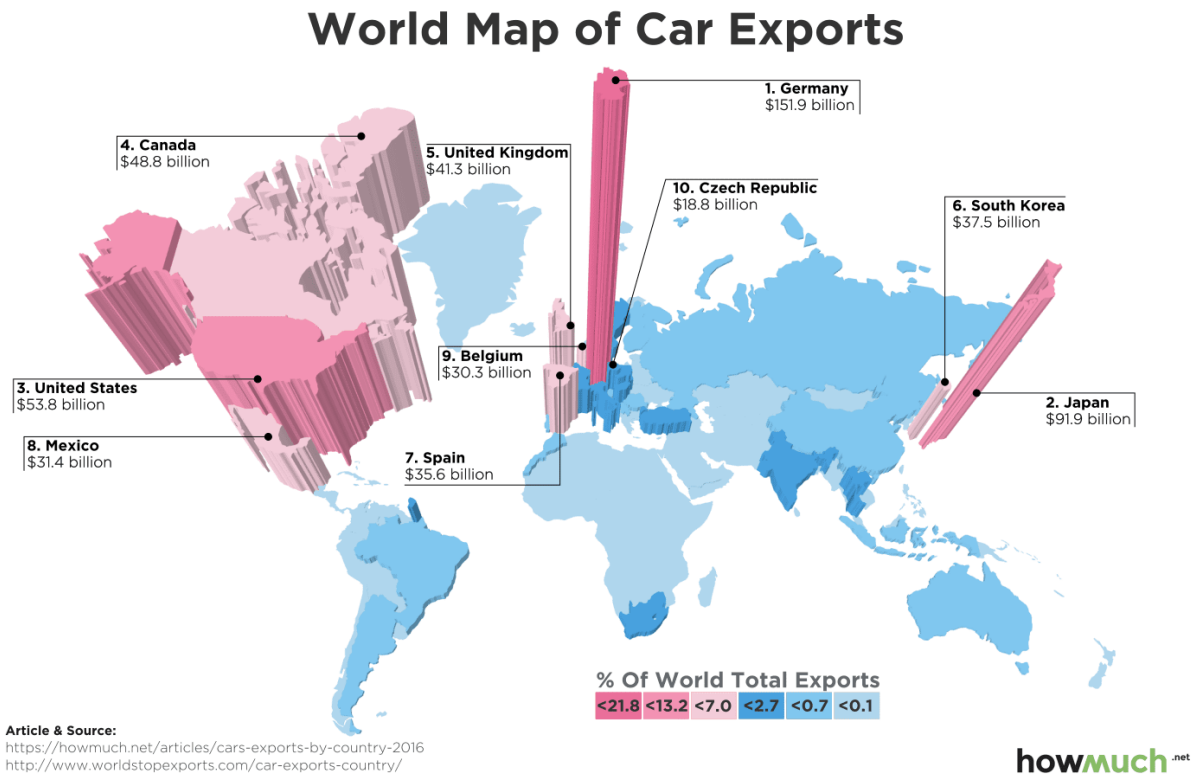 World Map of Car Exports
1. Germany
$151.9 billion
4. Canada
$48.8 billion
5. United Kingdom
$41.3 billion
10. Czech Republic
$18.8 billion
6. South Korea
$37.5 billion
9. Belgium
$30.3 billion
3. United States
$53.8 billion
2. Japan
$91.9 billion
8. Mexico
$31.4 billion
7. Spain
$35.6 billion
% Of World Total Exports
<21.8 <13.2 <7.0 <2.7 <0.7 <0.1
Article & Source:
https://howmuch.net/articles/cars-exports-by-country-2016
http://www.worldstopexports.com/car-exports-country/
howmuch.net